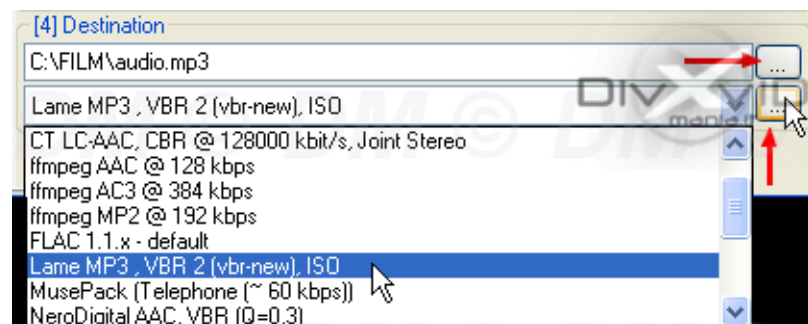 [4] Destination
C:\FILM\audio.mp3
...
Lame MP3 , VBR 2 (vbr-new), ISO
...
CT LC-AAC, CBR @ 128000 kbit/s, Joint Stereo
ffmpeg AAC @ 128 kbps
ffmpeg AC3 @ 384 kbps
ffmpeg MP2 @ 192 kbps
FLAC 1.1.x - default
Lame MP3 , VBR 2 (vbr-new), ISO
MusePack (Telephone (~ 60 kbps))
NeroDigital AAC, VBR (Q=0.3)